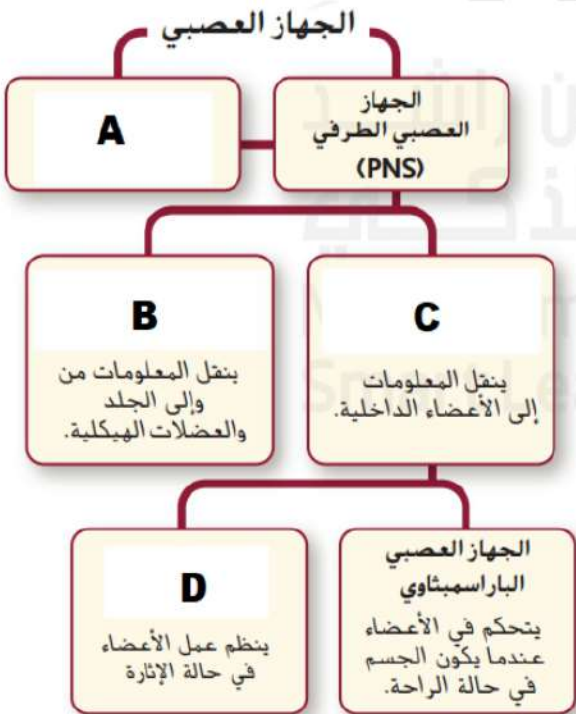 الجهاز العصبي
الجهاز
العصبي الطرفي
(PNS)
A
C
ينقل المعلومات
إلى الأعضاء الداخلية.
B
ينقل المعلومات من
وإلى الجلد
والعضلات الهيكلية.
الجهاز العصبي
الباراسمبثاوي
يتحكم في الأعضاء
عندما يكون الجسم
في حالة الراحة.
D
ينظم عمل الأعضاء
في حالة الإثارة